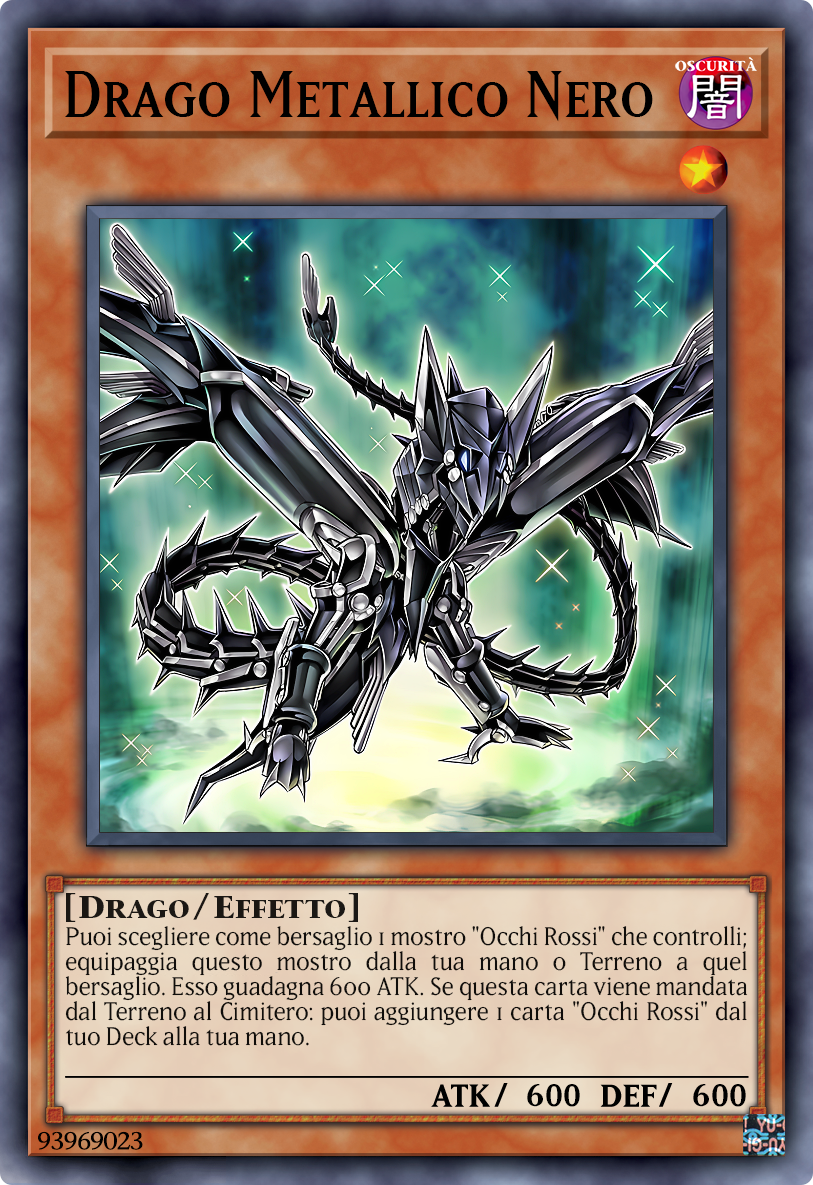 Drago Metallico Nero
OSCURITÀ
闇
[Drago/Effetto]
Puoi scegliere come bersaglio 1 mostro "Occhi Rossi" che controlli;
equipaggia questo mostro dalla tua mano o Terreno a quel
bersaglio. Esso guadagna 600 ATK. Se questa carta viene mandata
dal Terreno al Cimitero: puoi aggiungere 1 carta "Occhi Rossi" dal
tuo Deck alla tua mano.
ATK/ 600 DEF/ 600
93969023